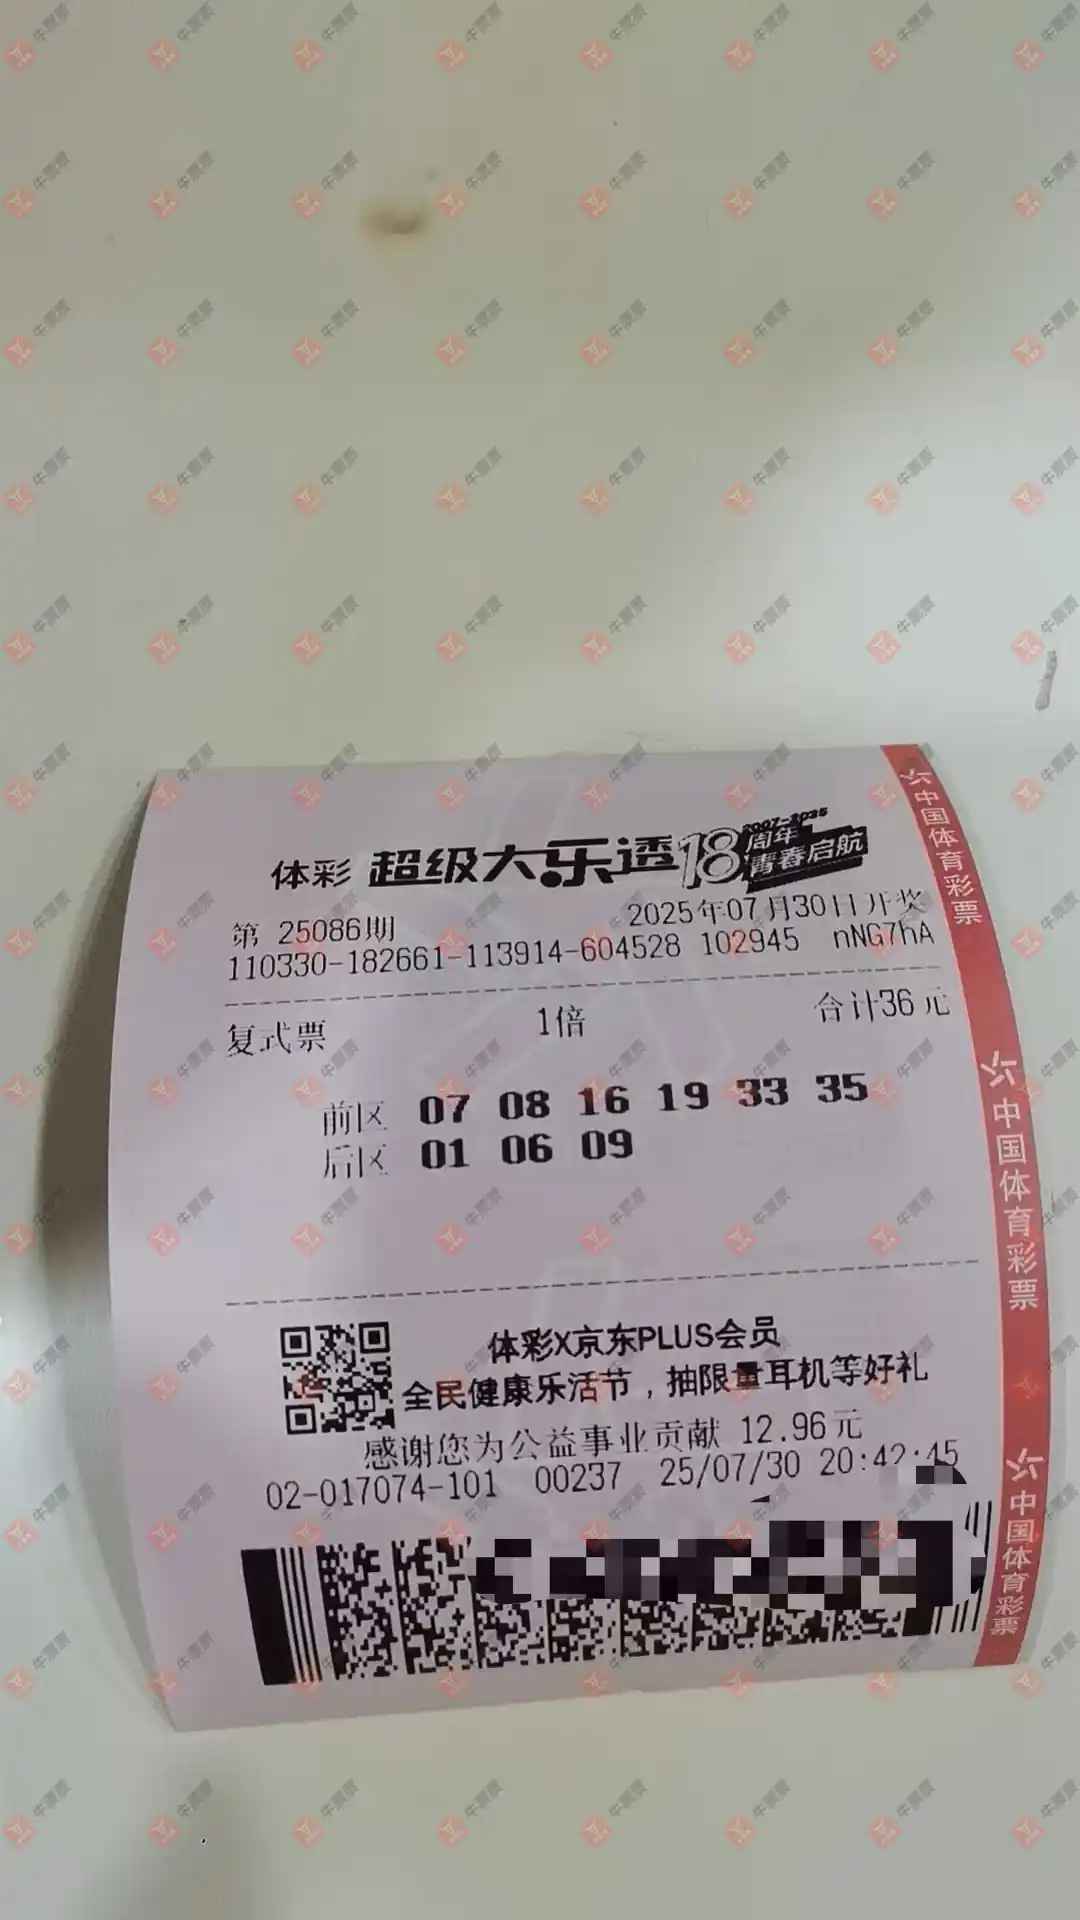 体彩 超级大乐透 18 2007-2025 周年 青春启航
第 25086期 2025年07月30日开奖
110330-182661-113914-604528 102945 nNG7hA
复式票 1倍 合计36元
前区 07 08 16 19 33 35
后区 01 06 09
体彩X京东PLUS会员
全民健康乐活节，抽限量耳机等好礼
感谢您为公益事业贡献 12.96元
02-017074-101 00237 25/07/30 20:42:45
中国体育彩票
中国体育彩票
中国体育彩票
牛票票